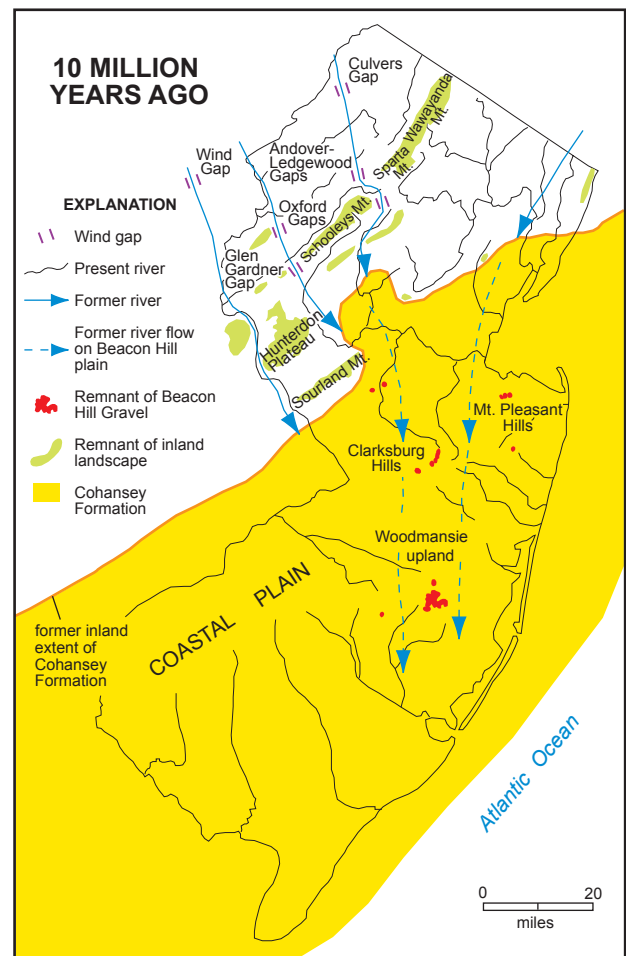 10 MILLION
YEARS AGO
Culvers
Gap
Wawayanda
Mt.
Sparta
Mt.
Andover-
Ledgewood
Gaps
Wind
Gap
EXPLANATION
Wind gap
Present river
Former river
Former river flow
on Beacon Hill
plain
Remnant of Beacon
Hill Gravel
Remnant of inland
landscape
Cohansey
Formation
Oxford
Gaps
Schooleys Mt.
Glen
Gardner
Gap
Hunterdon
Plateau
Sourland Mt.
Mt. Pleasant
Hills
Clarksburg
Hills
Woodmansie
upland
COASTAL PLAIN
former inland
extent of
Cohansey
Formation
Atlantic Ocean
0 20
miles